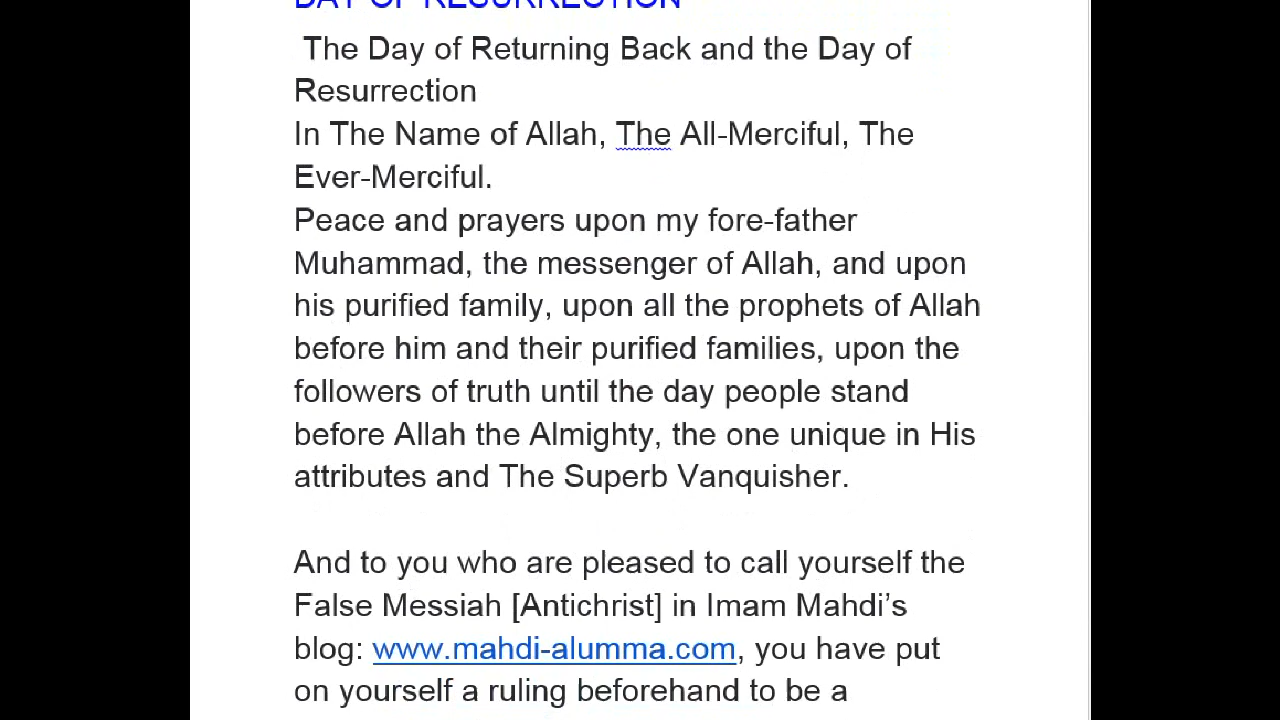 DAY OF RESURRECTION
The Day of Returning Back and the Day of
Resurrection
In The Name of Allah, The All-Merciful, The
Ever-Merciful.
Peace and prayers upon my fore-father
Muhammad, the messenger of Allah, and upon
his purified family, upon all the prophets of Allah
before him and their purified families, upon the
followers of truth until the day people stand
before Allah the Almighty, the one unique in His
attributes and The Superb Vanquisher.
And to you who are pleased to call yourself the
False Messiah [Antichrist] in Imam Mahdi’s
blog: www.mahdi-alumma.com, you have put
on yourself a ruling beforehand to be a